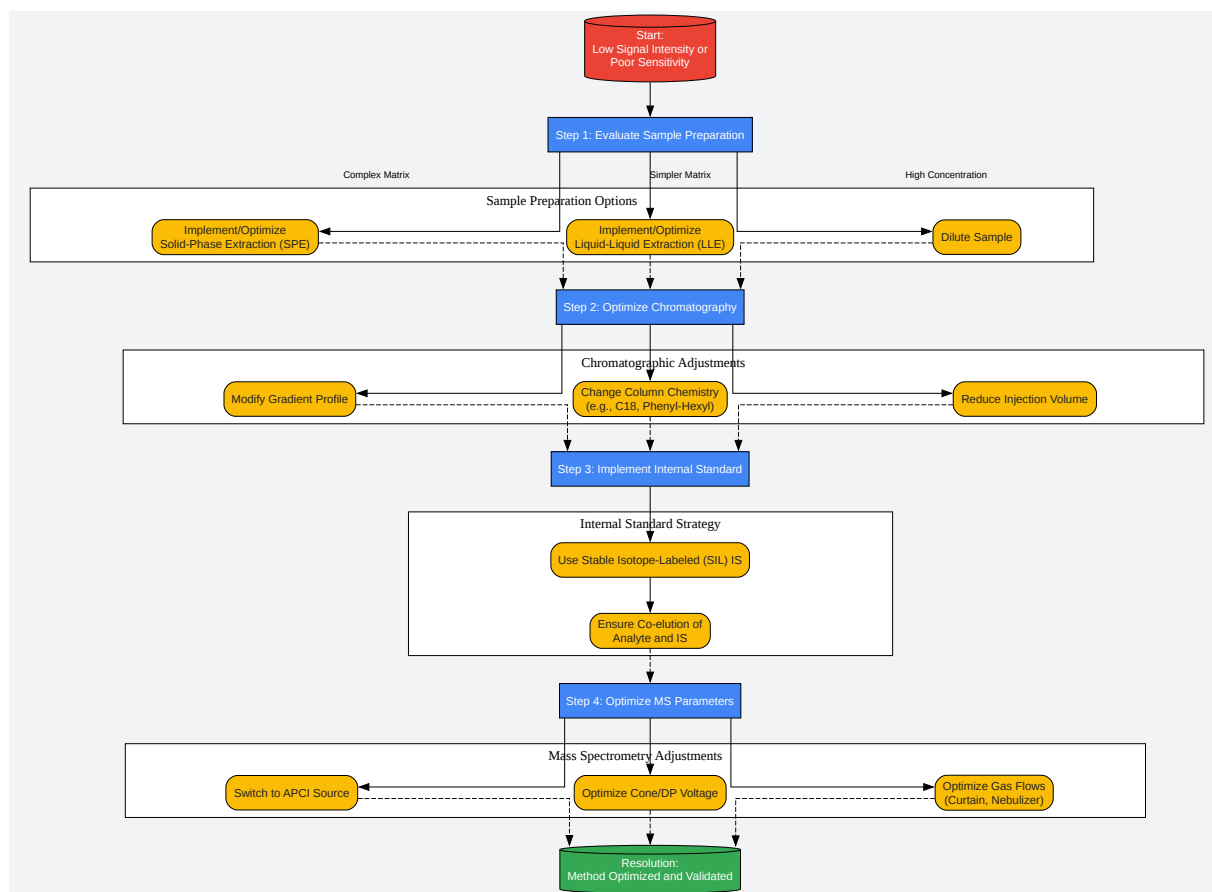 Start:
Low Signal Intensity or
Poor Sensitivity
Step 1: Evaluate Sample Preparation
Complex Matrix
Simpler Matrix
High Concentration
Sample Preparation Options
Implement/Optimize
Solid-Phase Extraction (SPE)
Implement/Optimize
Liquid-Liquid Extraction (LLE)
Dilute Sample
Step 2: Optimize Chromatography
Chromatographic Adjustments
Modify Gradient Profile
Change Column Chemistry
(e.g., C18, Phenyl-Hexyl)
Reduce Injection Volume
Step 3: Implement Internal Standard
Internal Standard Strategy
Use Stable Isotope-Labeled (SIL) IS
Ensure Co-elution of
Analyte and IS
Step 4: Optimize MS Parameters
Mass Spectrometry Adjustments
Switch to APCI Source
Optimize Cone/DP Voltage
Optimize Gas Flows
(Curtain, Nebulizer)
Resolution:
Method Optimized and Validated